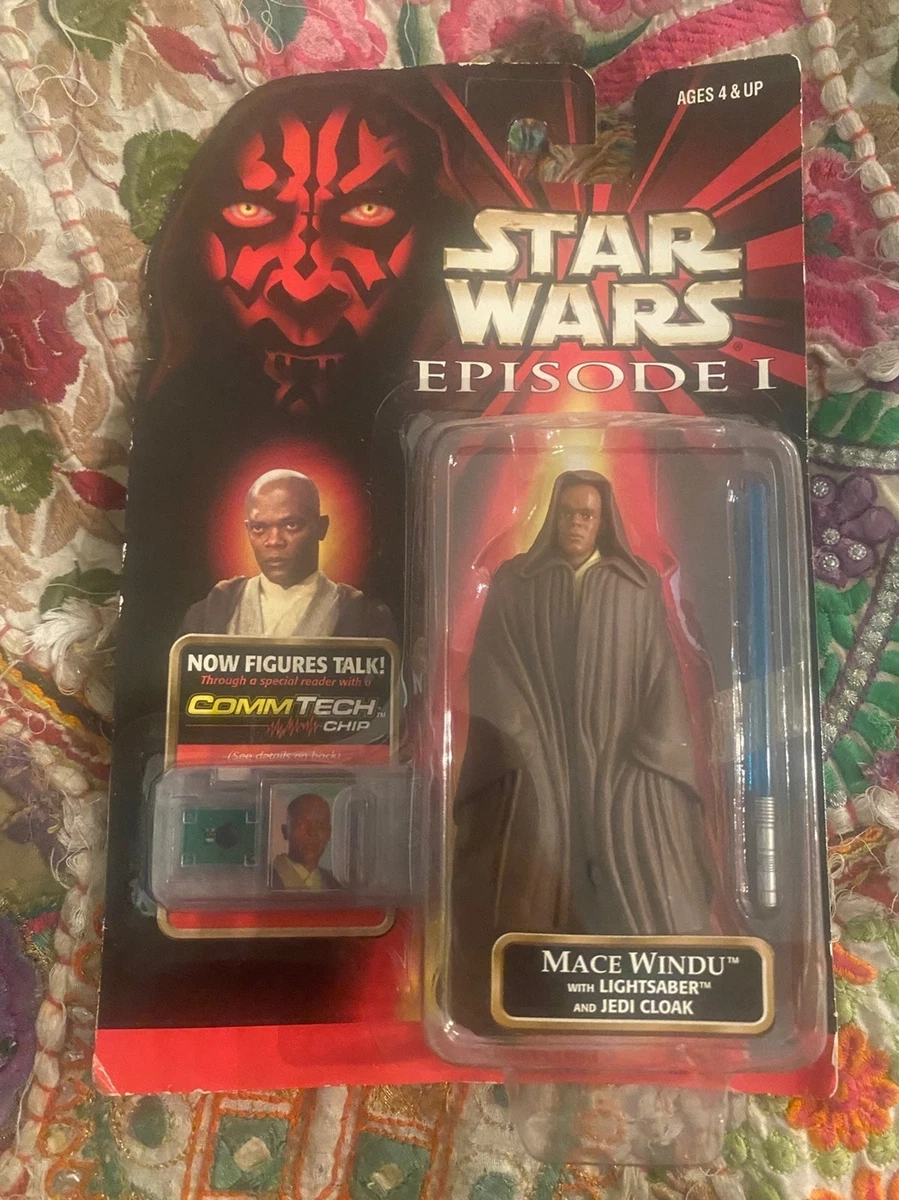 AGES 4 & UP
STAR
WARS®
EPISODE I
NOW FIGURES TALK!
Through a special reader with a
COMMTECH™
CHIP
(See details on back)
MACE WINDU™
WITH LIGHTSABER™
AND JEDI CLOAK